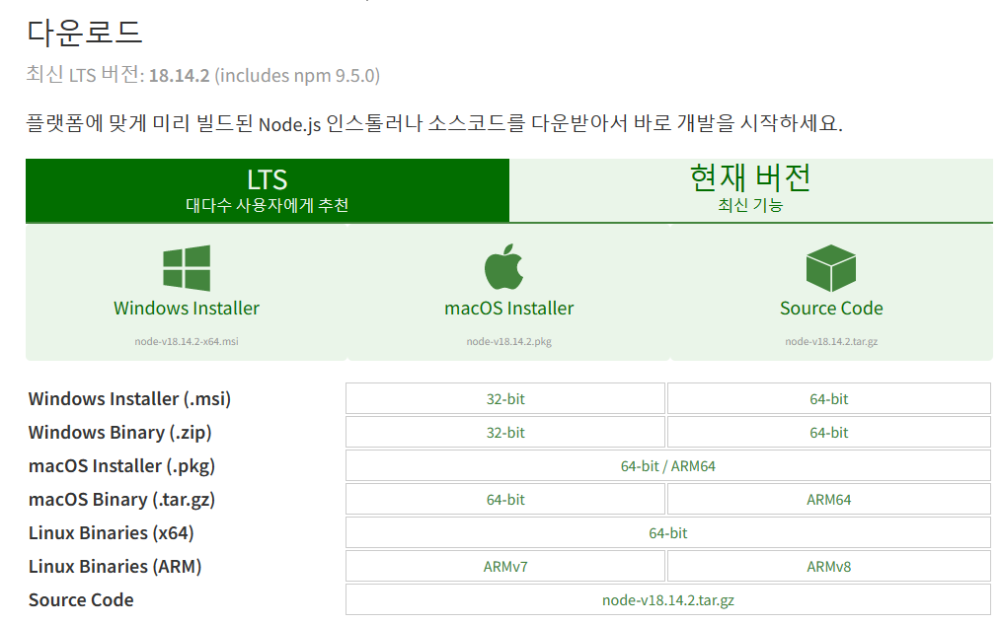 다운로드
최신 LTS 버전: 18.14.2 (includes npm 9.5.0)
플랫폼에 맞게 미리 빌드된 Node.js 인스톨러나 소스코드를 다운받아서 바로 개발을 시작하세요.
LTS
대다수 사용자에게 추천
현재 버전
최신 기능
Windows Installer
node-v18.14.2-x64.msi
macOS Installer
node-v18.14.2.pkg
Source Code
node-v18.14.2.tar.gz
Windows Installer (.msi) 32-bit 64-bit
Windows Binary (.zip) 32-bit 64-bit
macOS Installer (.pkg) 64-bit / ARM64
macOS Binary (.tar.gz) 64-bit ARM64
Linux Binaries (x64) 64-bit
Linux Binaries (ARM) ARMv7 ARMv8
Source Code node-v18.14.2.tar.gz